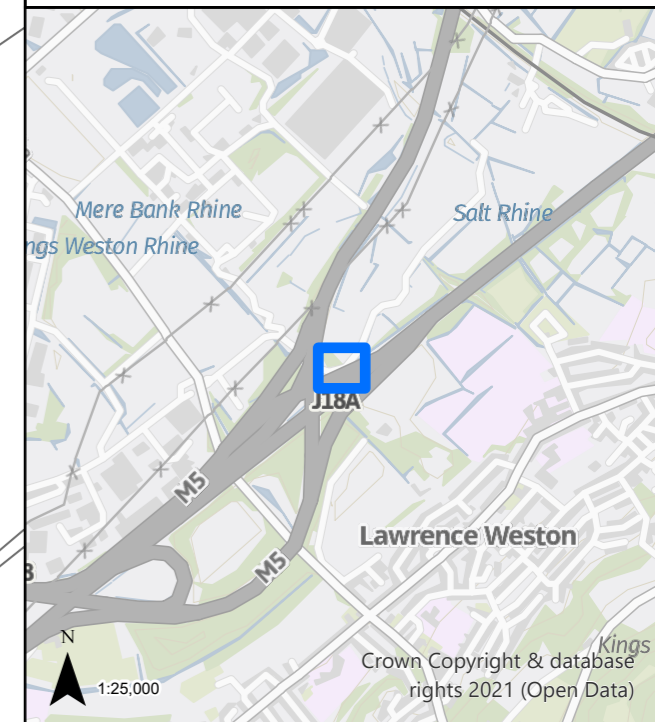 Mere Bank Rhine
Salt Rhine
ngs Weston Rhine
J18A
M5
Lawrence Weston
M5
N
Kings
Crown Copyright & database
rights 2021 (Open Data)
1:25,000